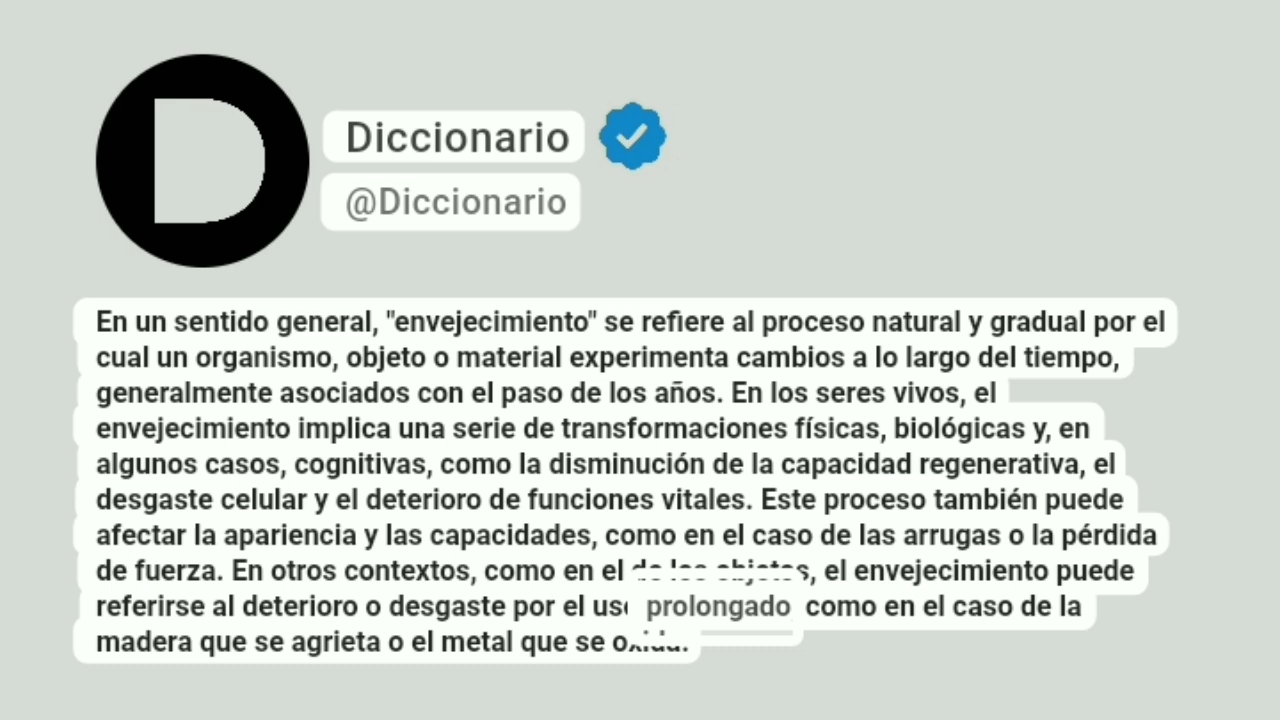 Diccionario
@Diccionario
En un sentido general, "envejecimiento" se refiere al proceso natural y gradual por el
cual un organismo, objeto o material experimenta cambios a lo largo del tiempo,
generalmente asociados con el paso de los años. En los seres vivos, el
envejecimiento implica una serie de transformaciones físicas, biológicas y, en
algunos casos, cognitivas, como la disminución de la capacidad regenerativa, el
desgaste celular y el deterioro de funciones vitales. Este proceso también puede
afectar la apariencia y las capacidades, como en el caso de las arrugas o la pérdida
de fuerza. En otros contextos, como en el de los objetos, el envejecimiento puede
referirse al deterioro o desgaste por el uso prolongado como en el caso de la
madera que se agrieta o el metal que se oxida.